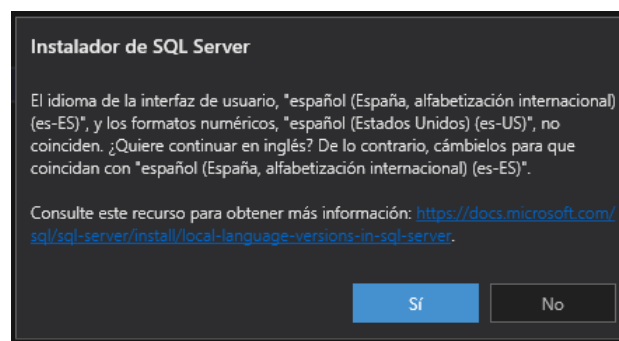 Instalador de SQL Server
El idioma de la interfaz de usuario, "español (España, alfabetización internacional)
(es-ES)", y los formatos numéricos, "español (Estados Unidos) (es-US)", no
coinciden. ¿Quiere continuar en inglés? De lo contrario, cámbielos para que
coincidan con "español (España, alfabetización internacional) (es-ES)".
Consulte este recurso para obtener más información: https://docs.microsoft.com/
sql/sql-server/install/local-language-versions-in-sql-server.
Sí
No